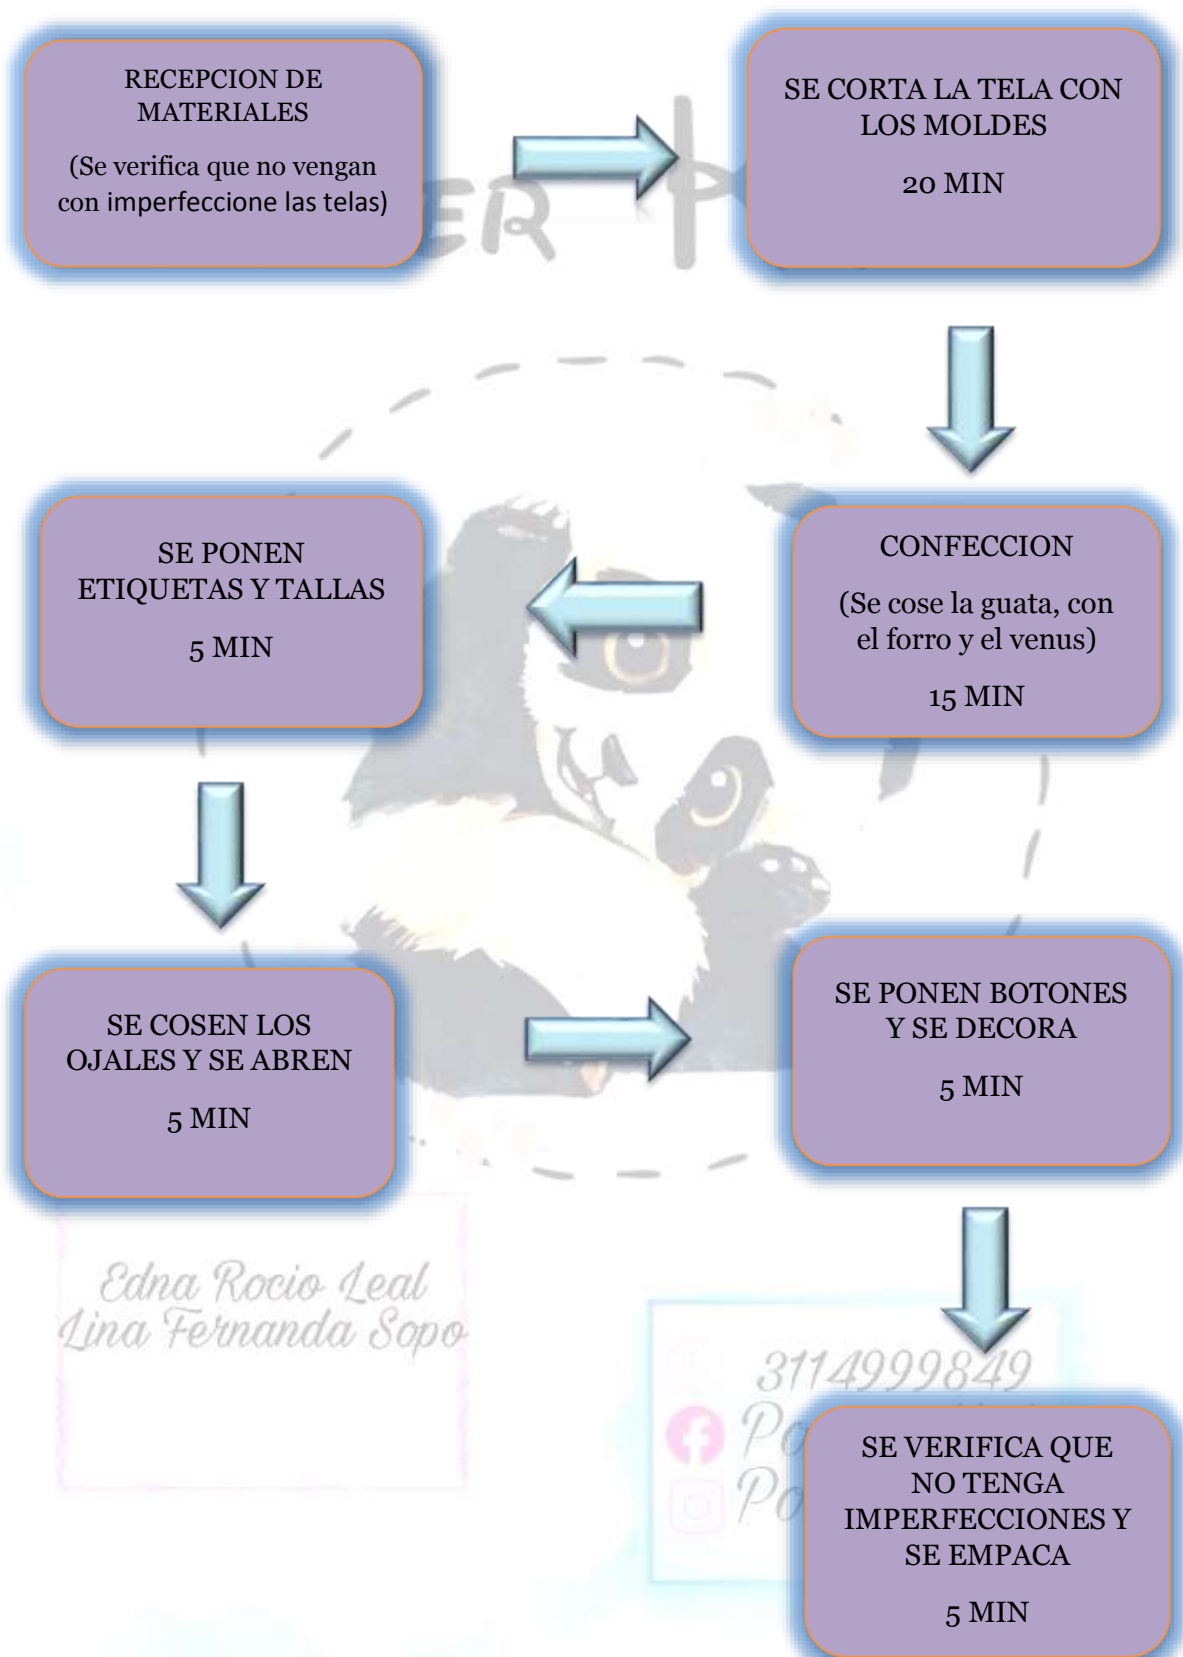 RECEPCION DE
MATERIALES
(Se verifica que no vengan
con imperfeccione las telas)
SE CORTA LA TELA CON
LOS MOLDES
20 MIN
CONFECCION
(Se cose la guata, con
el forro y el venus)
15 MIN
SE PONEN
ETIQUETAS Y TALLAS
5 MIN
SE COSEN LOS
OJALES Y SE ABREN
5 MIN
SE PONEN BOTONES
Y SE DECORA
5 MIN
Edna Rocio Leal
Lina Fernanda Sopo
3114999849
SE VERIFICA QUE
NO TENGA
IMPERFECCIONES Y
SE EMPACA
5 MIN